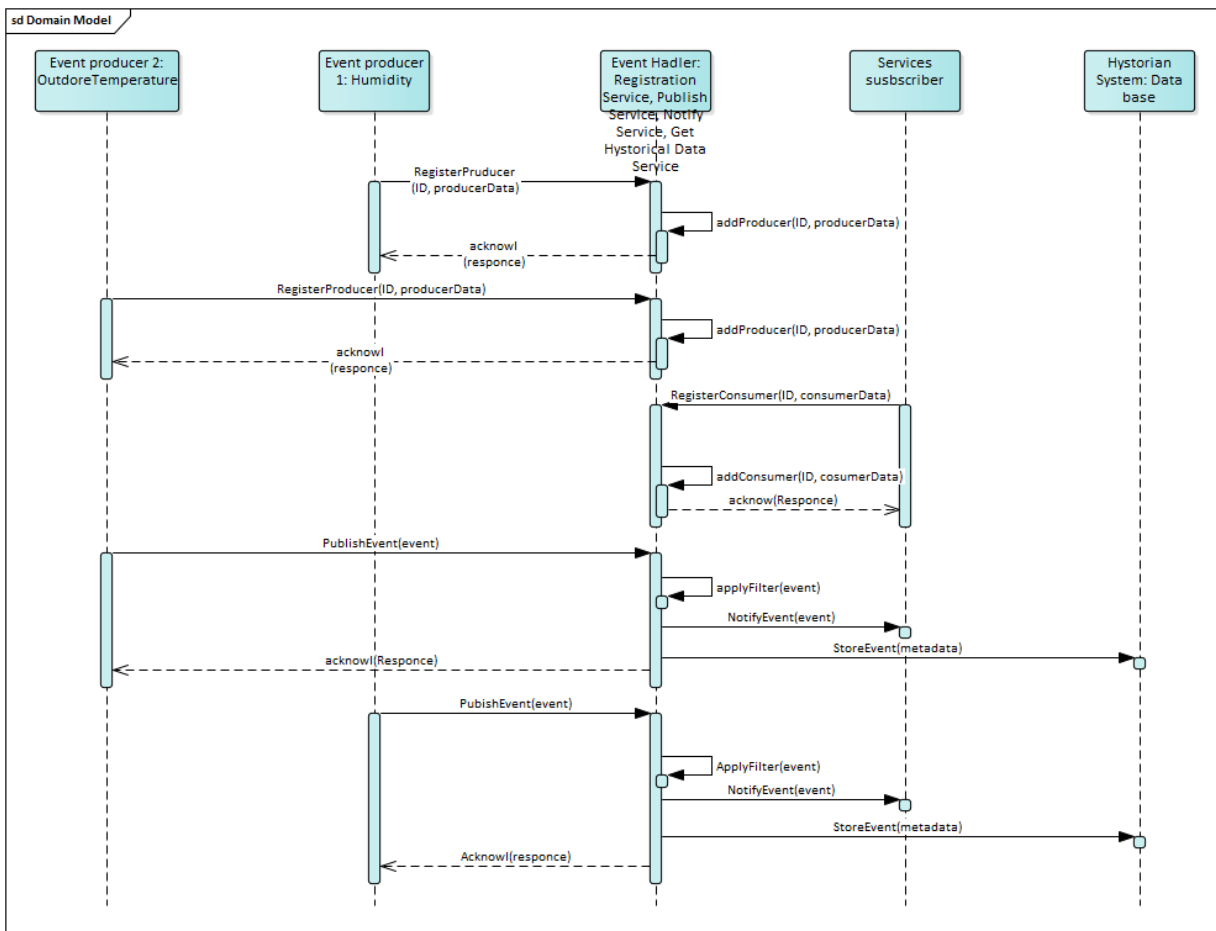 sd Domain Model
Event producer 2:
OutdoreTemperature
Event producer
1: Humidity
Event Hadler:
Registration
Service, Publish
Service, Notify
Service, Get
Hystorical Data
Service
Services
susbscriber
Hystorian
System: Data
base
RegisterPruducer
(ID, producerData)
addProducer(ID, producerData)
acknowl
(responce)
RegisterProducer(ID, producerData)
addProducer(ID, producerData)
acknowl
(responce)
RegisterConsumer(ID, consumerData)
addConsumer(ID, cosumerData)
acknow(Responce)
PublishEvent(event)
applyFilter(event)
NotifyEvent(event)
StoreEvent(metadata)
acknowl(Responce)
PubishEvent(event)
ApplyFilter(event)
NotifyEvent(event)
StoreEvent(metadata)
Acknowl(responce)